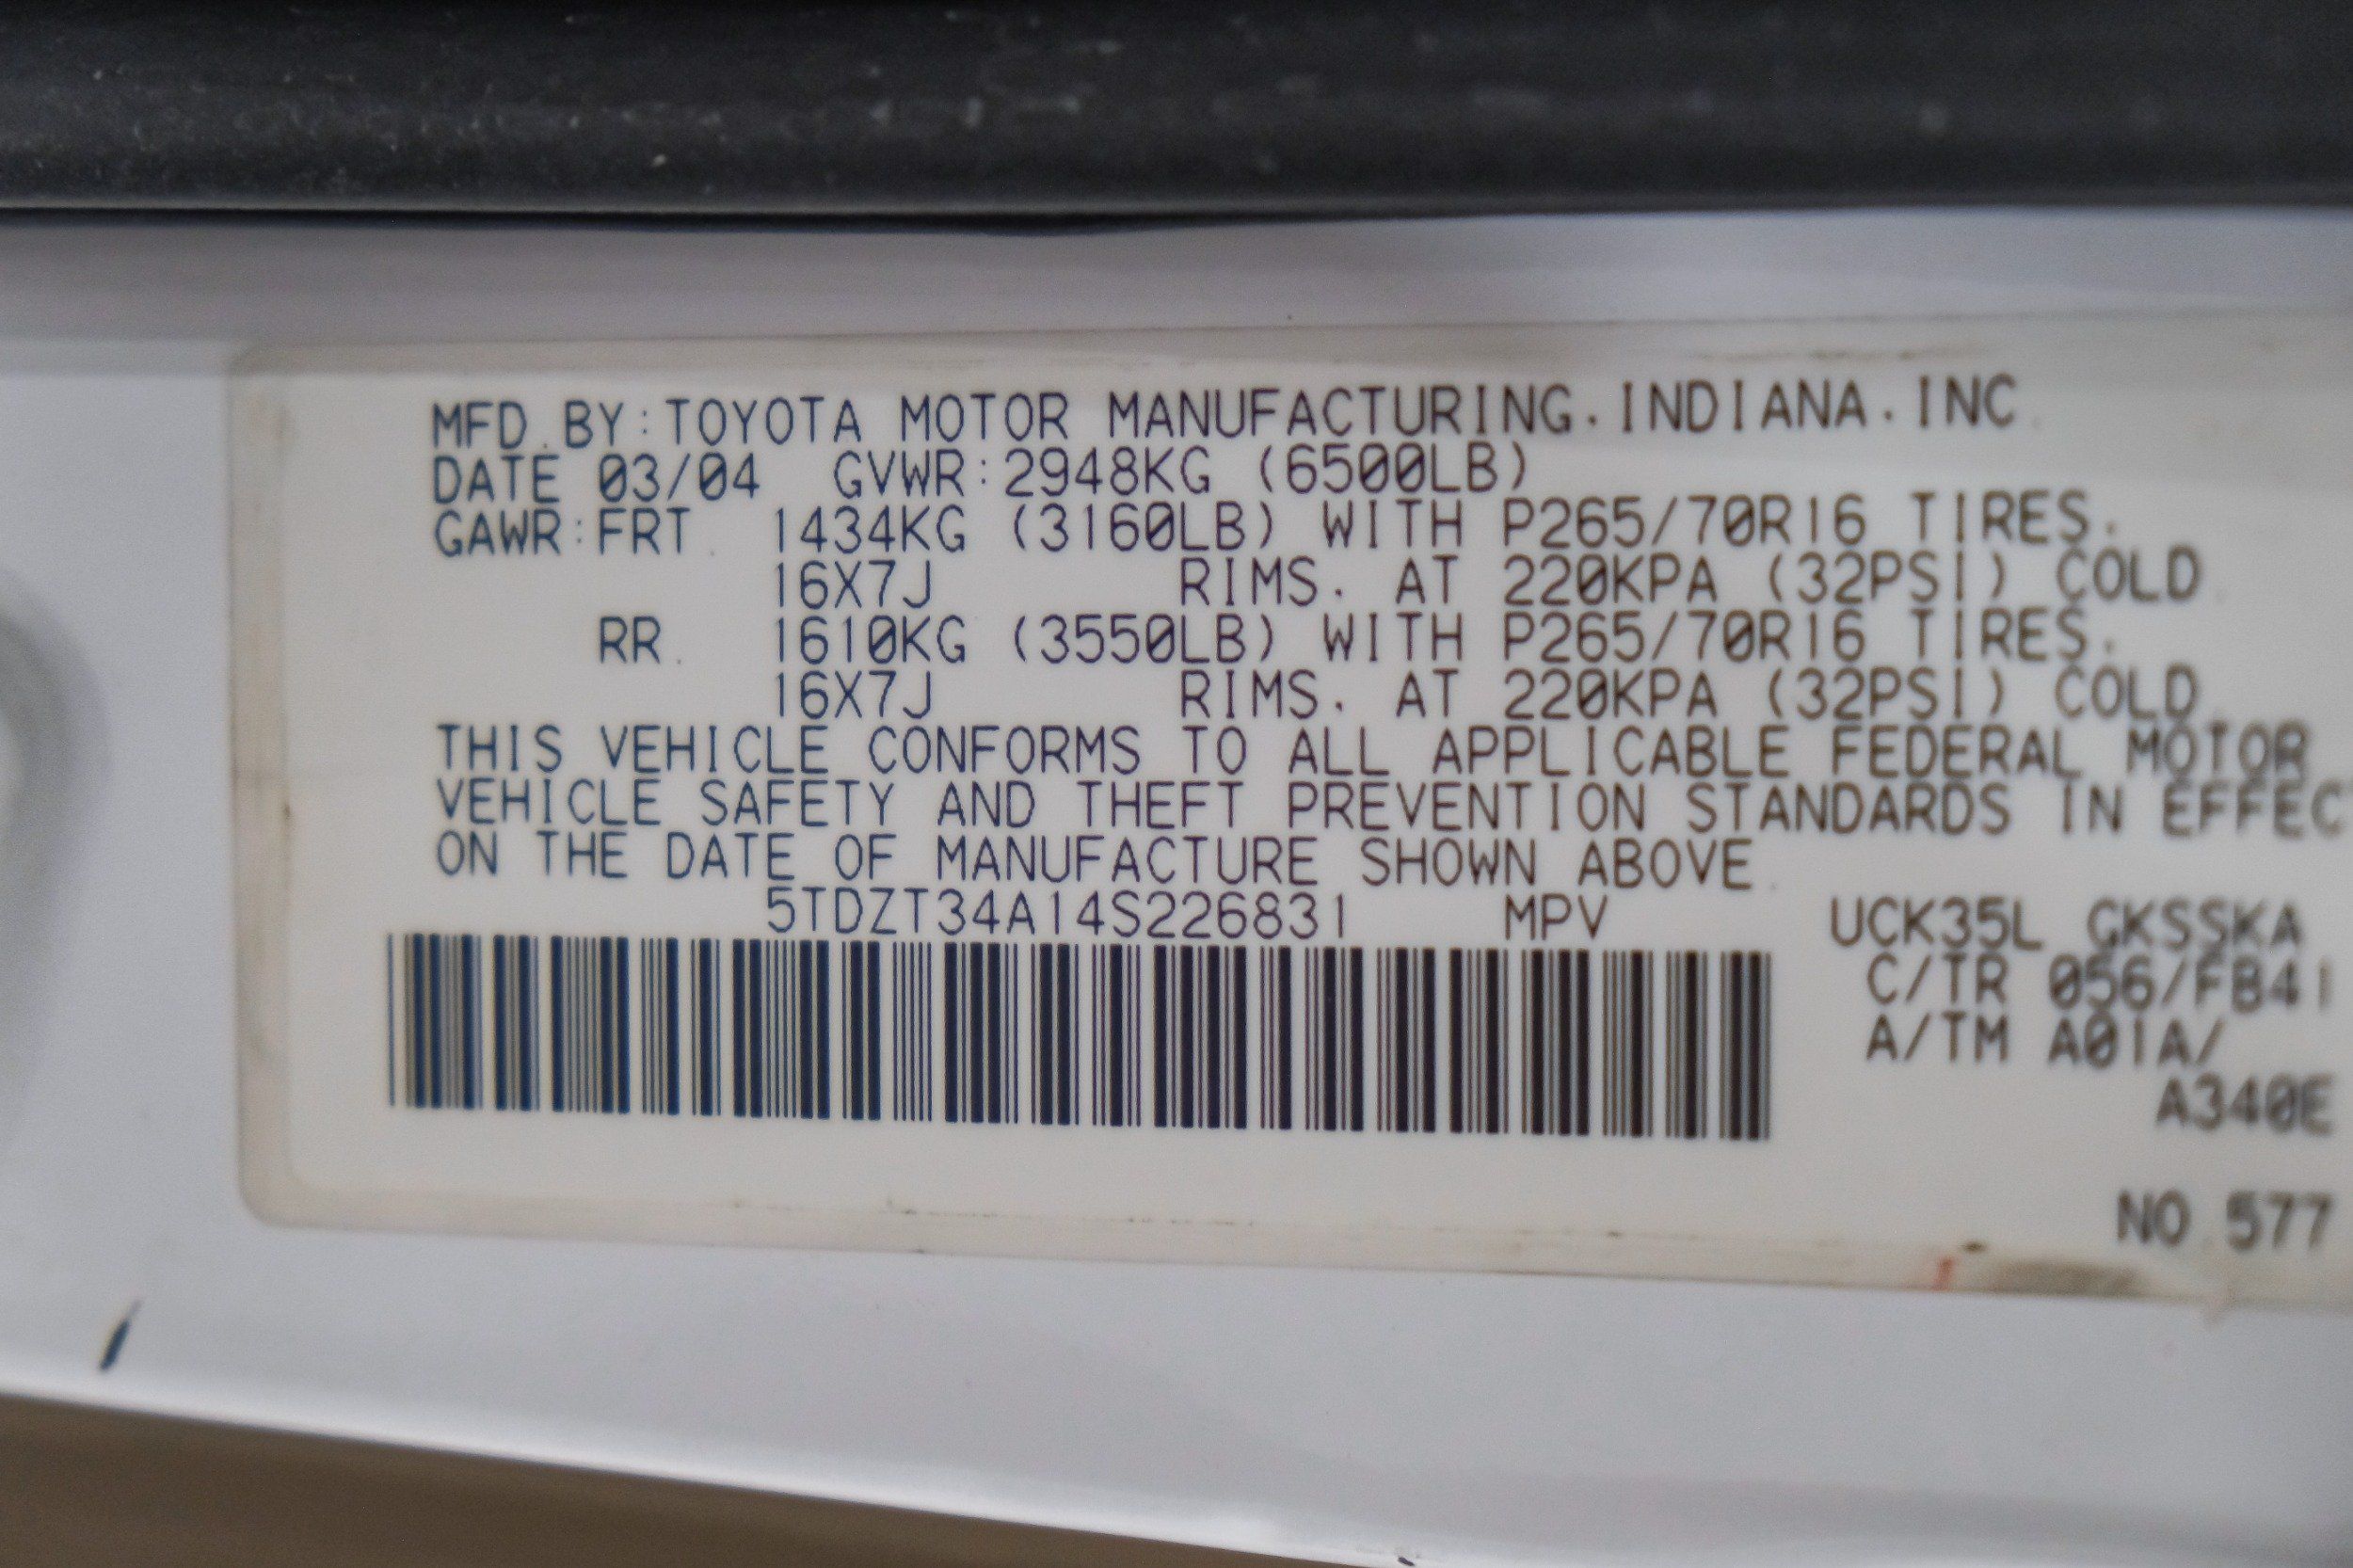 MFD.BY:TOYOTA MOTOR MANUFACTURING.INDIANA.INC.
DATE 03/04 GVWR:2948KG (6500LB)
GAWR:FRT. 1434KG (3160LB) WITH P265/70R16 TIRES.
16X7J RIMS. AT 220KPA (32PSI) COLD.
RR. 1610KG (3550LB) WITH P265/70R16 TIRES.
16X7J RIMS. AT 220KPA (32PSI) COLD.
THIS VEHICLE CONFORMS TO ALL APPLICABLE FEDERAL MOTOR
VEHICLE SAFETY AND THEFT PREVENTION STANDARDS IN EFFECT
ON THE DATE OF MANUFACTURE SHOWN ABOVE.
5TDZT34A14S226831 MPV UCK35L GKSSKA
C/TR 056/FB41
A/TM A01A/
A340E
NO.577